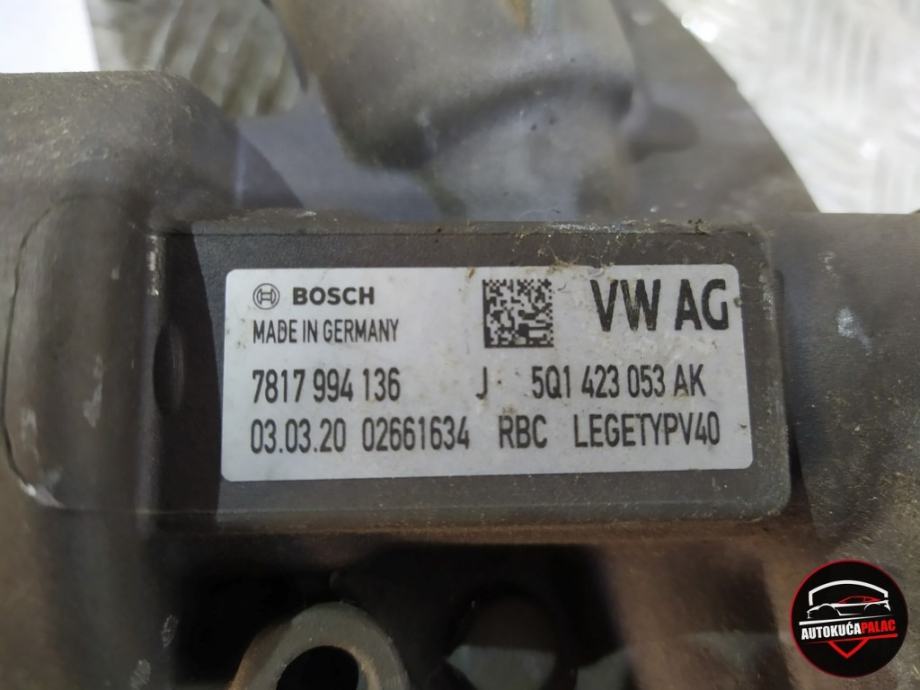 BOSCH
VW AG
MADE IN GERMANY
7817 994 136 J 5Q1 423 053 AK
03.03.20 02661634 RBC LEGETYPV40
AUTOKUĆAPALAC